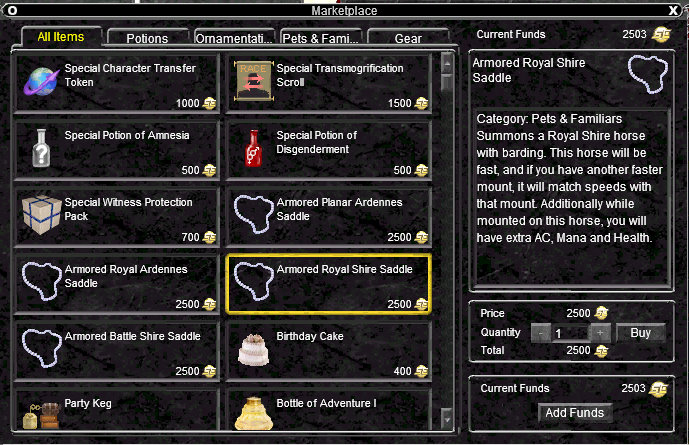 O Marketplace X
All Items Potions Ornamentati... Pets & Fami... Gear
Special Character Transfer
Token
1000
RACE
Special Transmogrification
Scroll
1500
Special Potion of Amnesia
500
Special Potion of
Disgenderment
500
Special Witness Protection
Pack
700
Armored Planar Ardennes
Saddle
2500
Armored Royal Ardennes
Saddle
2500
Armored Royal Shire Saddle
2500
Armored Battle Shire Saddle
2500
Birthday Cake
400
Party Keg
Bottle of Adventure I
Current Funds 2503
Armored Royal Shire
Saddle
Category: Pets & Familiars
Summons a Royal Shire horse
with barding. This horse will be
fast, and if you have another faster
mount, it will match speeds with
that mount. Additionally while
mounted on this horse, you will
have extra AC, Mana and Health.
Price 2500
Quantity - 1 + Buy
Total 2500
Current Funds 2503
Add Funds